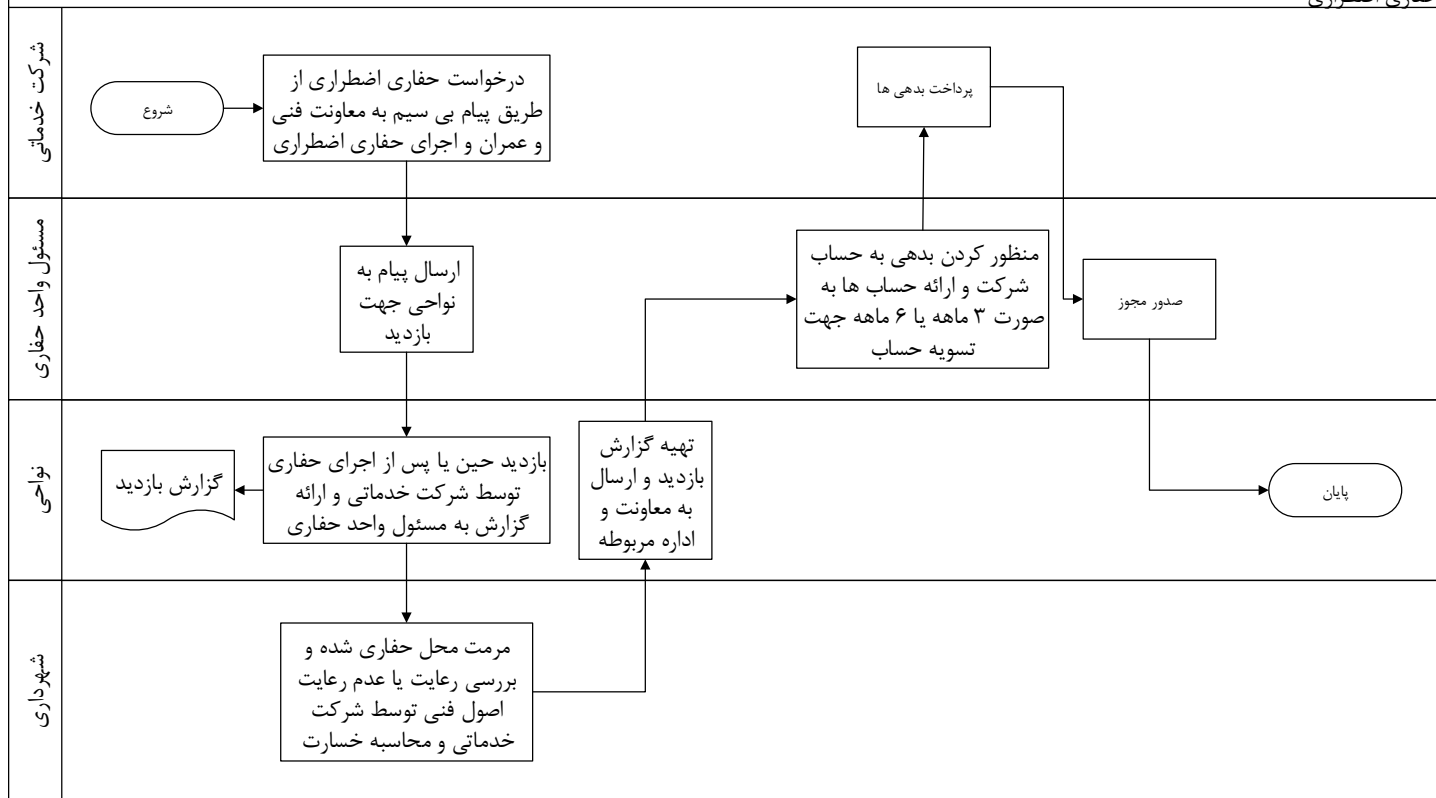 شرکت خدماتی
شروع
درخواست حفاری اضطراری از
طریق پیام بی سیم به معاونت فنی
و عمران و اجرای حفاری اضطراری
پرداخت بدهی ها
مسئول واحد حفاری
ارسال پیام به
نواحی جهت
بازدید
منظور کردن بدهی به حساب
شرکت و ارائه حساب ها به
صورت ۳ ماهه یا ۶ ماهه جهت
تسویه حساب
صدور مجوز
نواحی
گزارش بازدید
بازدید حین یا پس از اجرای حفاری
توسط شرکت خدماتی و ارائه
گزارش به مسئول واحد حفاری
تهیه گزارش
بازدید و ارسال
به معاونت و
اداره مربوطه
پایان
شهرداری
مرمت محل حفاری شده و
بررسی رعایت یا عدم رعایت
اصول فنی توسط شرکت
خدماتی و محاسبه خسارت